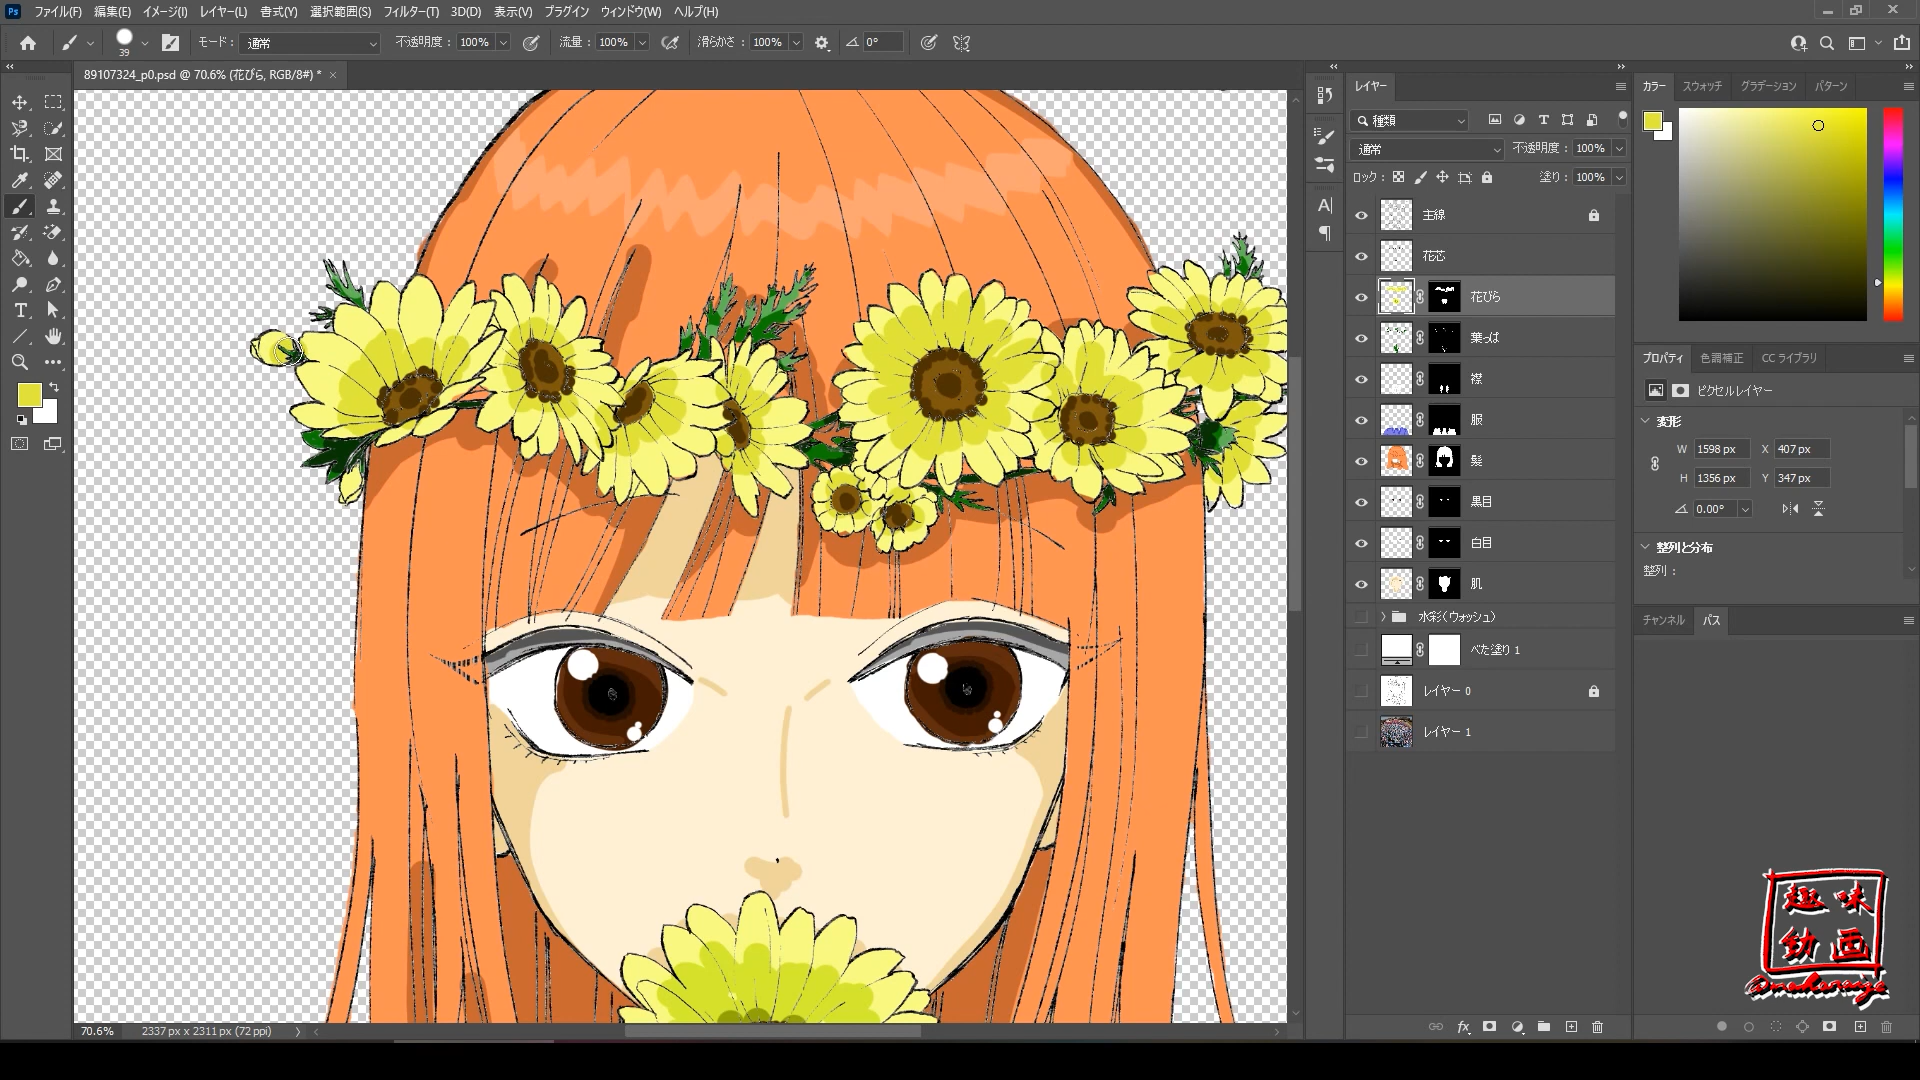 Ps ファイル(F) 編集(E) イメージ(I) レイヤー(L) 書式(Y) 選択範囲(S) フィルター(T) 3D(D) 表示(V) プラグイン ウィンドウ(W) ヘルプ(H)
39 モード： 通常 不透明度： 100% 流量： 100% 滑らかさ： 100% 0°
89107324_p0.psd @ 70.6% (花びら, RGB/8#) *
レイヤー
種類
通常 不透明度： 100%
ロック： 塗り： 100%
主線
花芯
花びら
葉っぱ
襟
服
髪
黒目
白目
肌
水彩（ウォッシュ）
べた塗り 1
レイヤー 0
レイヤー 1
カラー スウォッチ グラデーション パターン
プロパティ 色調補正 CC ライブラリ
ピクセルレイヤー
変形
W 1598 px X 407 px
H 1356 px Y 347 px
0.00°
整列と分布
整列：
チャンネル パス
趣味
動画
70.6% 2337 px x 2311 px (72 ppi)
fx